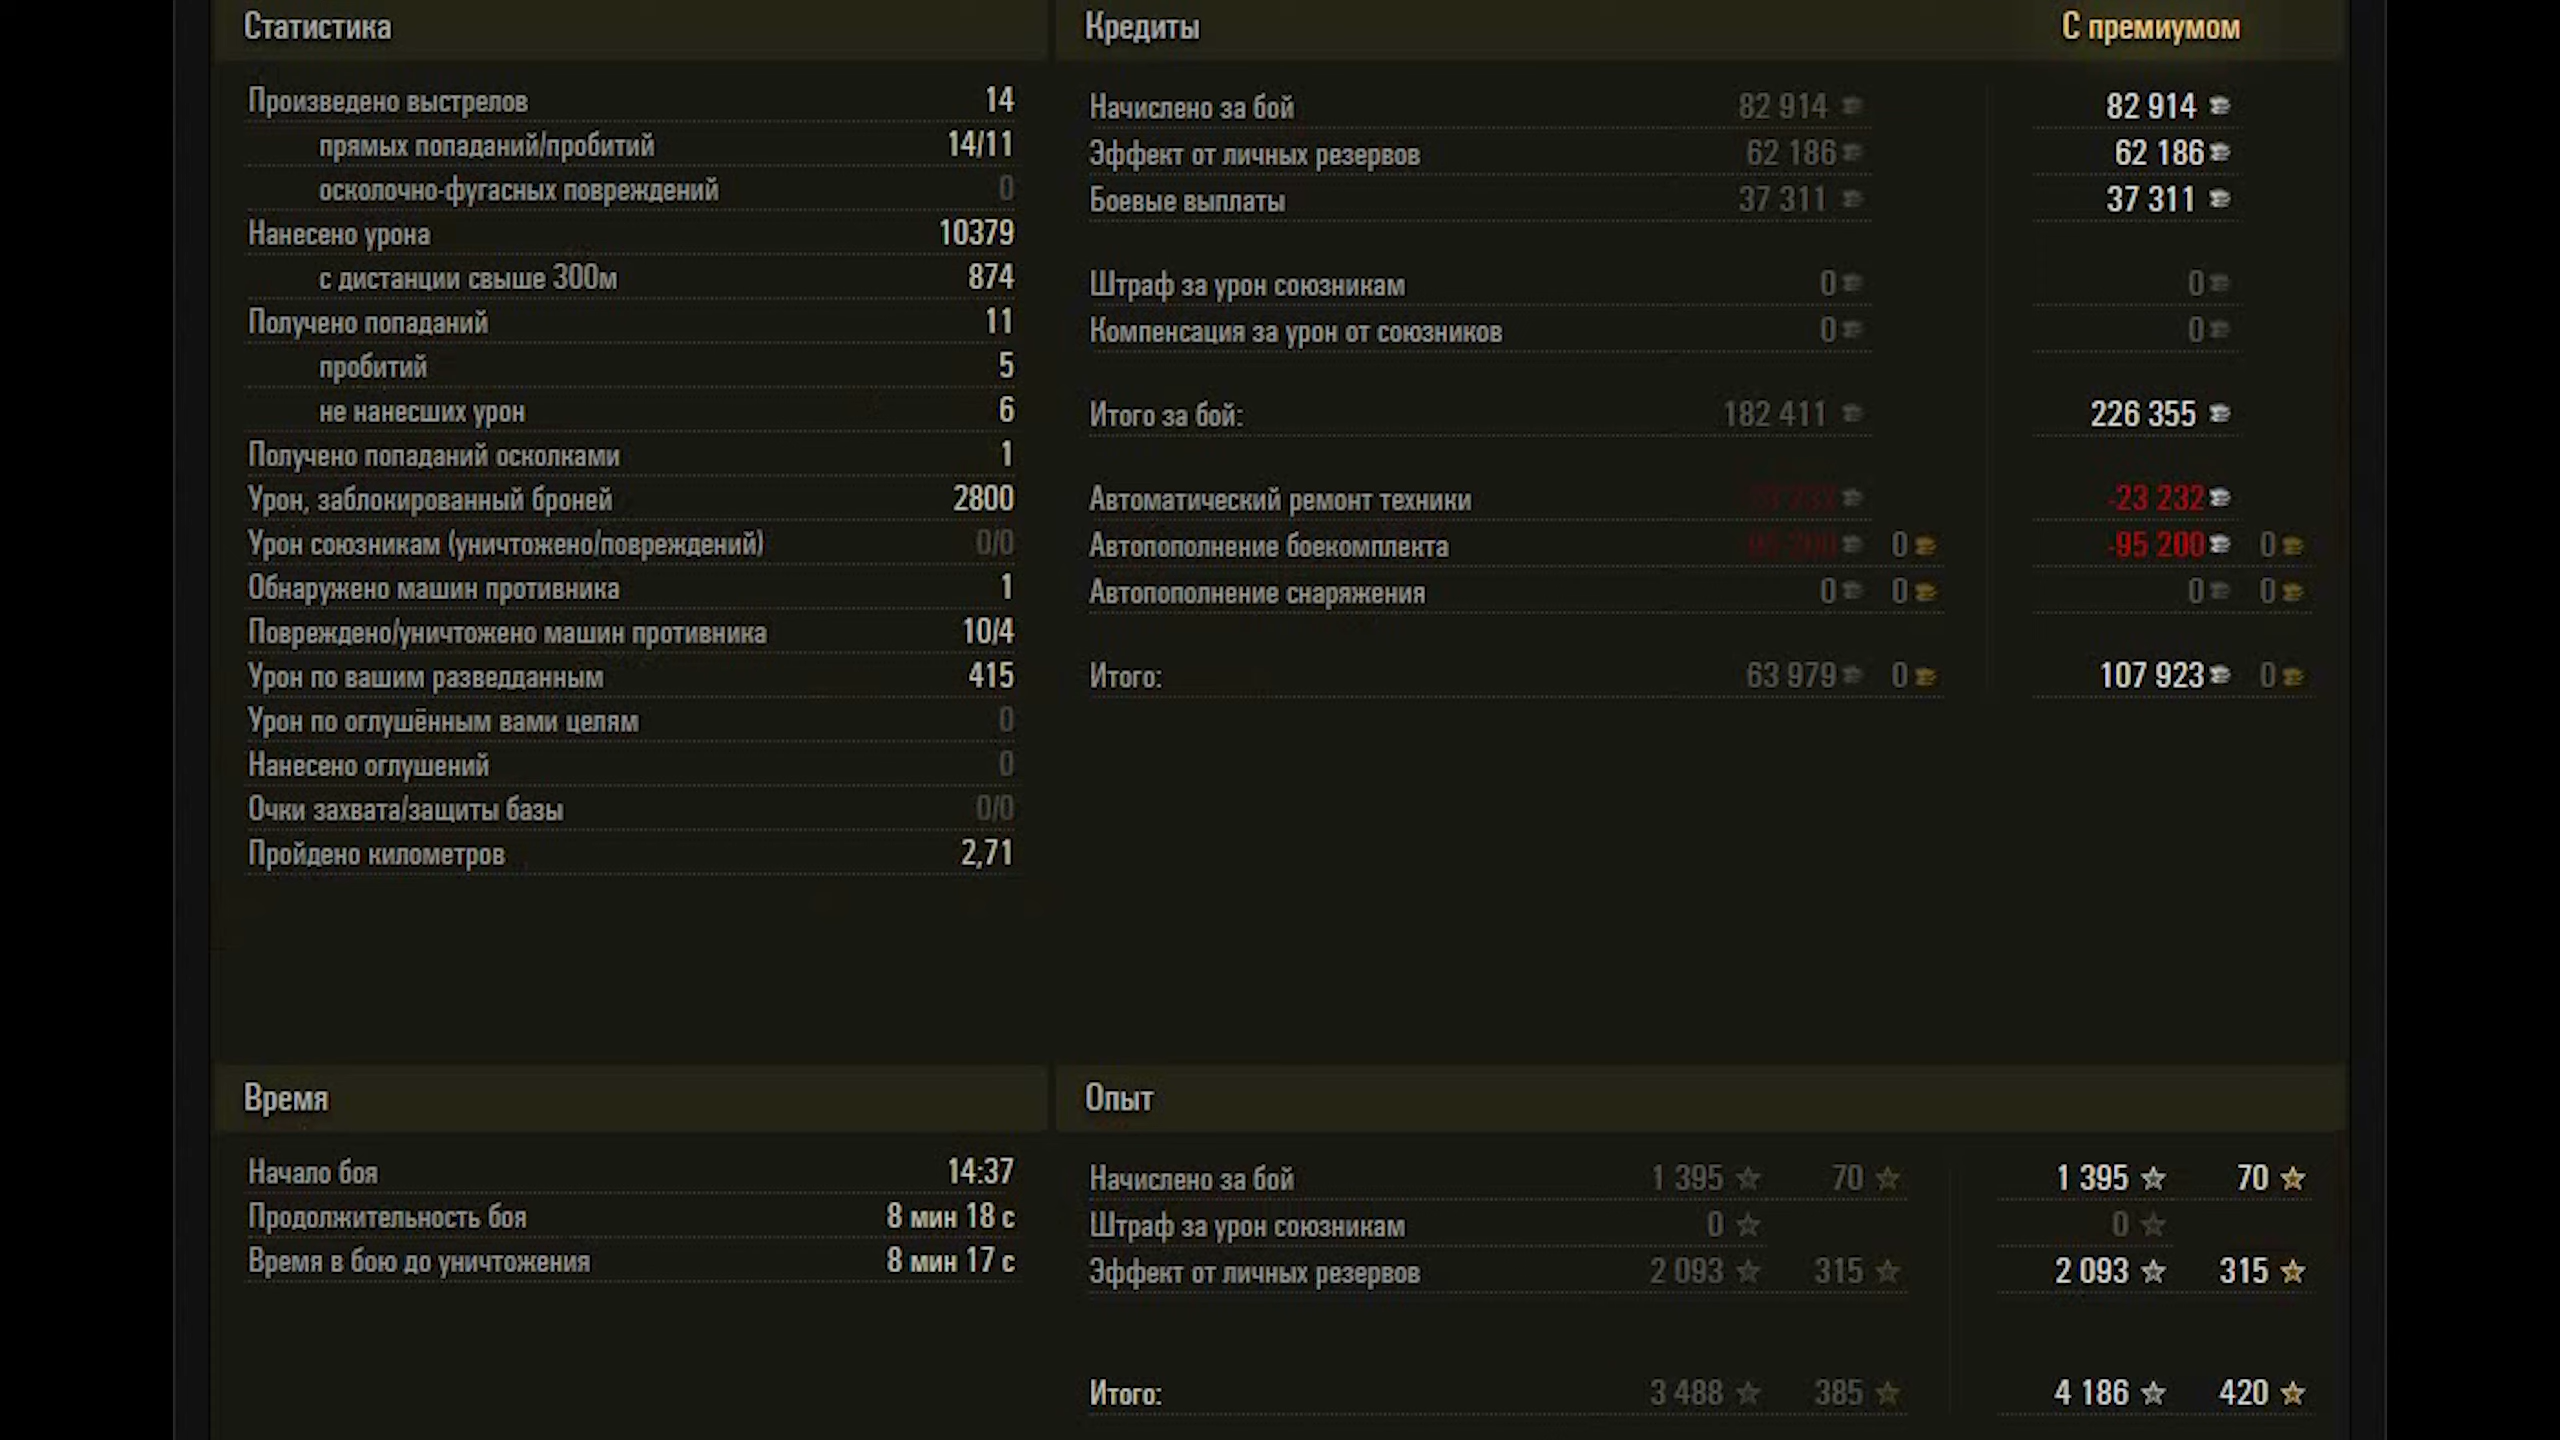 Статистика
Произведено выстрелов 14
прямых попаданий/пробитий 14/11
осколочно-фугасных повреждений 0
Нанесено урона 10379
с дистанции свыше 300м 874
Получено попаданий 11
пробитий 5
не нанесших урон 6
Получено попаданий осколками 1
Урон, заблокированный броней 2800
Урон союзникам (уничтожено/повреждений) 0/0
Обнаружено машин противника 1
Повреждено/уничтожено машин противника 10/4
Урон по вашим разведданным 415
Урон по оглушённым вами целям 0
Нанесено оглушений 0
Очки захвата/защиты базы 0/0
Пройдено километров 2,71
Кредиты С премиумом
Начислено за бой 82 914 82 914
Эффект от личных резервов 62 186 62 186
Боевые выплаты 37 311 37 311
Штраф за урон союзникам 0 0
Компенсация за урон от союзников 0 0
Итого за бой: 182 411 226 355
Автоматический ремонт техники -23 232
Автопополнение боекомплекта 0 -95 200 0
Автопополнение снаряжения 0 0 0 0
Итого: 63 979 0 107 923 0
Время
Начало боя 14:37
Продолжительность боя 8 мин 18 с
Время в бою до уничтожения 8 мин 17 с
Опыт
Начислено за бой 1 395 70 1 395 70
Штраф за урон союзникам 0 0
Эффект от личных резервов 2 093 315 2 093 315
Итого: 3 488 385 4 186 420